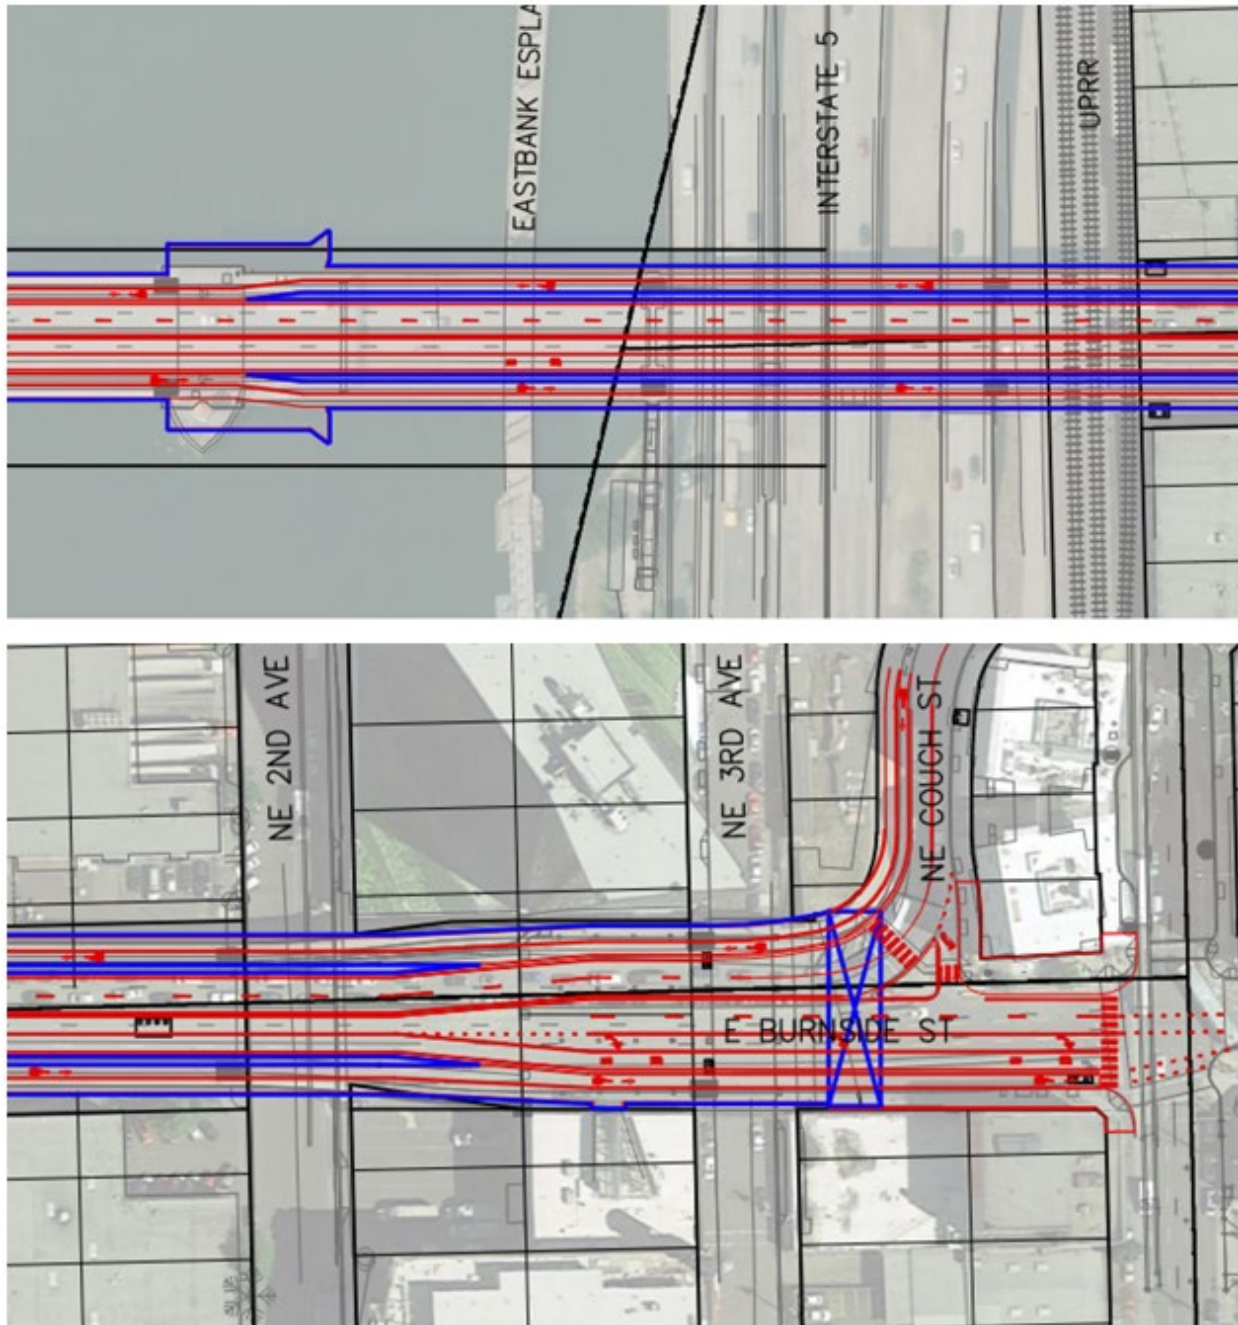 EASTBANK ESPLA
INTERSTATE 5
UPRR
NE 2ND AVE
NE 3RD AVE
NE COUCH ST
E BURNSIDE ST